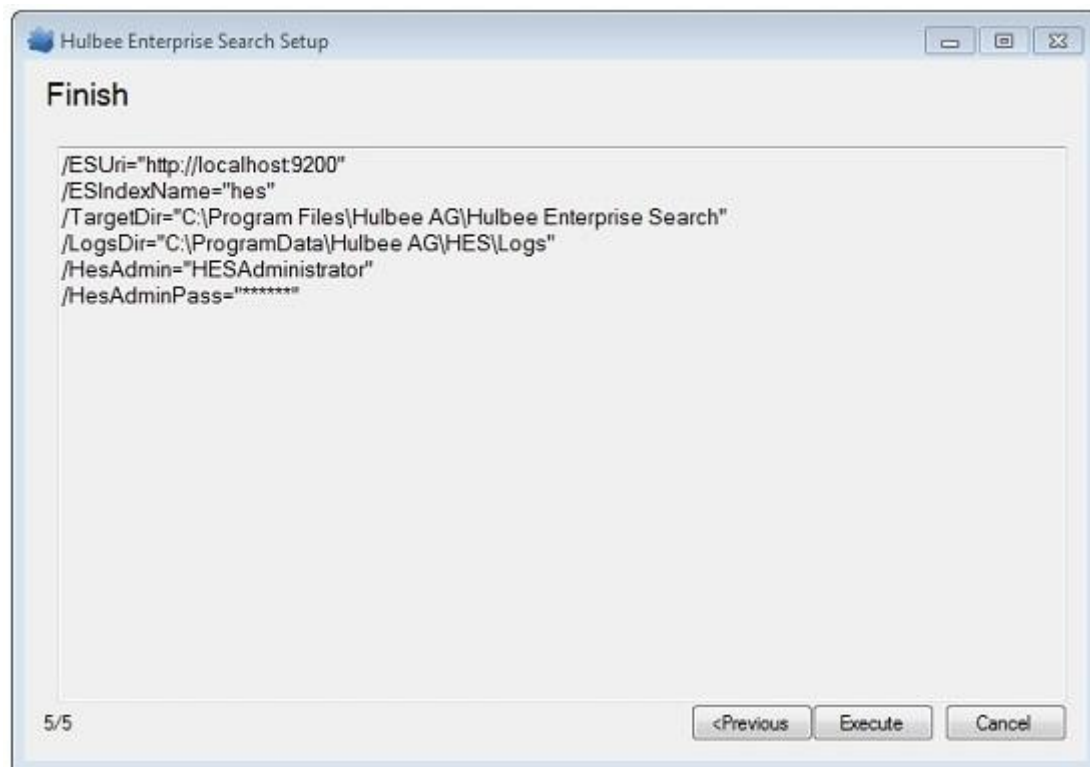 Hulbee Enterprise Search Setup
Finish
/ESUri="http://localhost:9200"
/ESIndexName="hes"
/TargetDir="C:\Program Files\Hulbee AG\Hulbee Enterprise Search"
/LogsDir="C:\ProgramData\Hulbee AG\HES\Logs"
/HesAdmin="HESAdministrator"
/HesAdminPass="******"
5/5
<Previous
Execute
Cancel